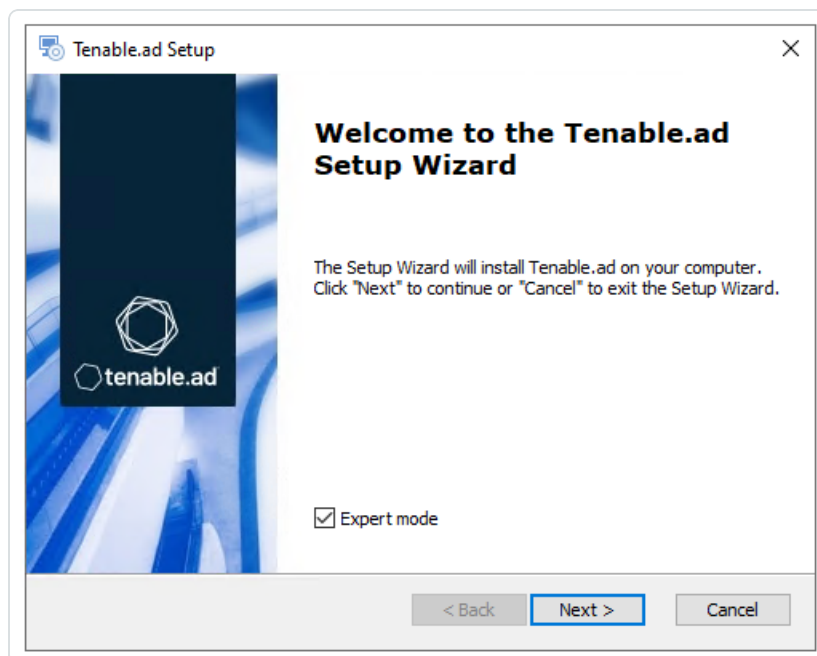 Tenable.ad Setup
Welcome to the Tenable.ad
Setup Wizard
The Setup Wizard will install Tenable.ad on your computer.
Click "Next" to continue or "Cancel" to exit the Setup Wizard.
tenable.ad
Expert mode
< Back
Next >
Cancel